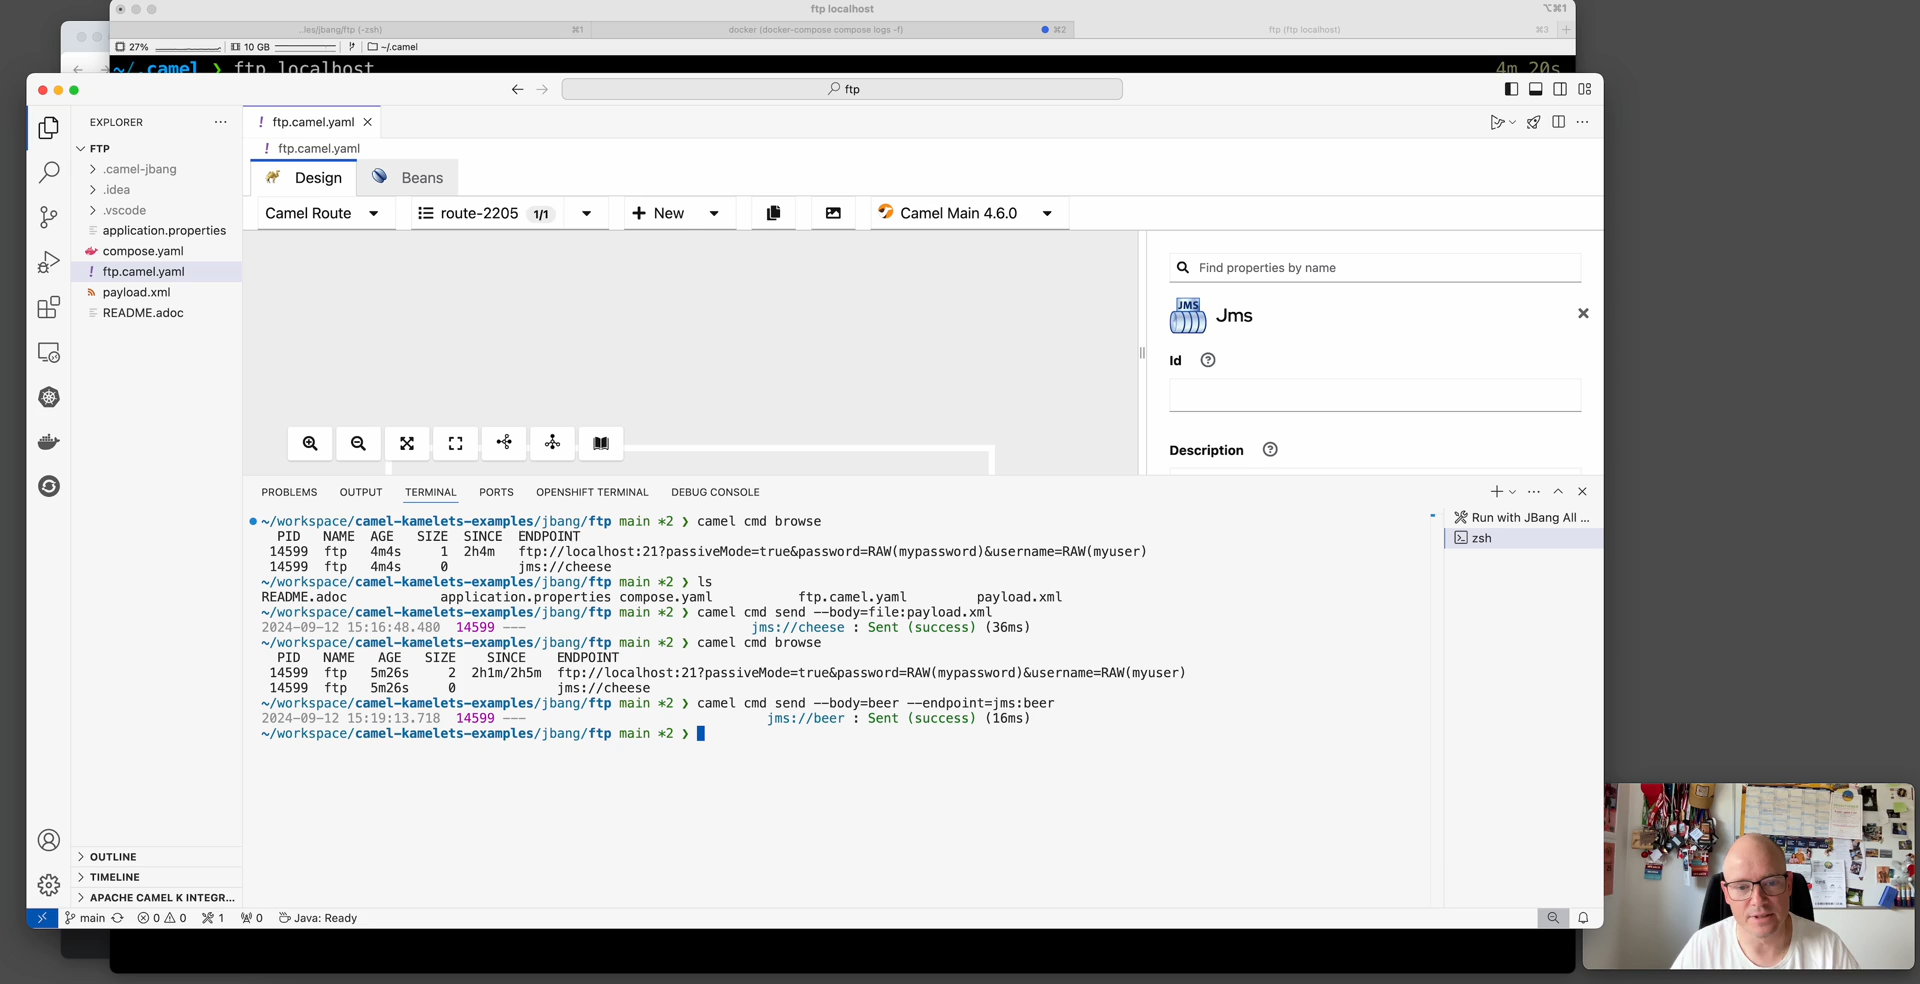 ftp localhost
⌥⌘1
...les/jbang/ftp (-zsh)
⌘1
docker (docker-compose compose logs -f)
⌘2
ftp (ftp localhost)
⌘3
27%
10 GB
~/.camel
~/.camel ❯ ftp localhost
4m 20s
ftp
EXPLORER
ftp.camel.yaml
FTP
.camel-jbang
.idea
.vscode
application.properties
compose.yaml
ftp.camel.yaml
payload.xml
README.adoc
ftp.camel.yaml
Design
Beans
Camel Route
route-2205
1/1
New
Camel Main 4.6.0
Find properties by name
JMS
Jms
Id
Description
PROBLEMS
OUTPUT
TERMINAL
PORTS
OPENSHIFT TERMINAL
DEBUG CONSOLE
~/workspace/camel-kamelets-examples/jbang/ftp main *2 ❯ camel cmd browse
PID NAME AGE SIZE SINCE ENDPOINT
14599 ftp 4m4s 1 2h4m ftp://localhost:21?passiveMode=true&password=RAW(mypassword)&username=RAW(myuser)
14599 ftp 4m4s 0 jms://cheese
~/workspace/camel-kamelets-examples/jbang/ftp main *2 ❯ ls
README.adoc application.properties compose.yaml ftp.camel.yaml payload.xml
~/workspace/camel-kamelets-examples/jbang/ftp main *2 ❯ camel cmd send --body=file:payload.xml
2024-09-12 15:16:48.480 14599 --- jms://cheese : Sent (success) (36ms)
~/workspace/camel-kamelets-examples/jbang/ftp main *2 ❯ camel cmd browse
PID NAME AGE SIZE SINCE ENDPOINT
14599 ftp 5m26s 2 2h1m/2h5m ftp://localhost:21?passiveMode=true&password=RAW(mypassword)&username=RAW(myuser)
14599 ftp 5m26s 0 jms://cheese
~/workspace/camel-kamelets-examples/jbang/ftp main *2 ❯ camel cmd send --body=beer --endpoint=jms:beer
2024-09-12 15:19:13.718 14599 --- jms://beer : Sent (success) (16ms)
~/workspace/camel-kamelets-examples/jbang/ftp main *2 ❯
Run with JBang All ...
zsh
OUTLINE
TIMELINE
APACHE CAMEL K INTEGR...
main
0
0
1
0
Java: Ready